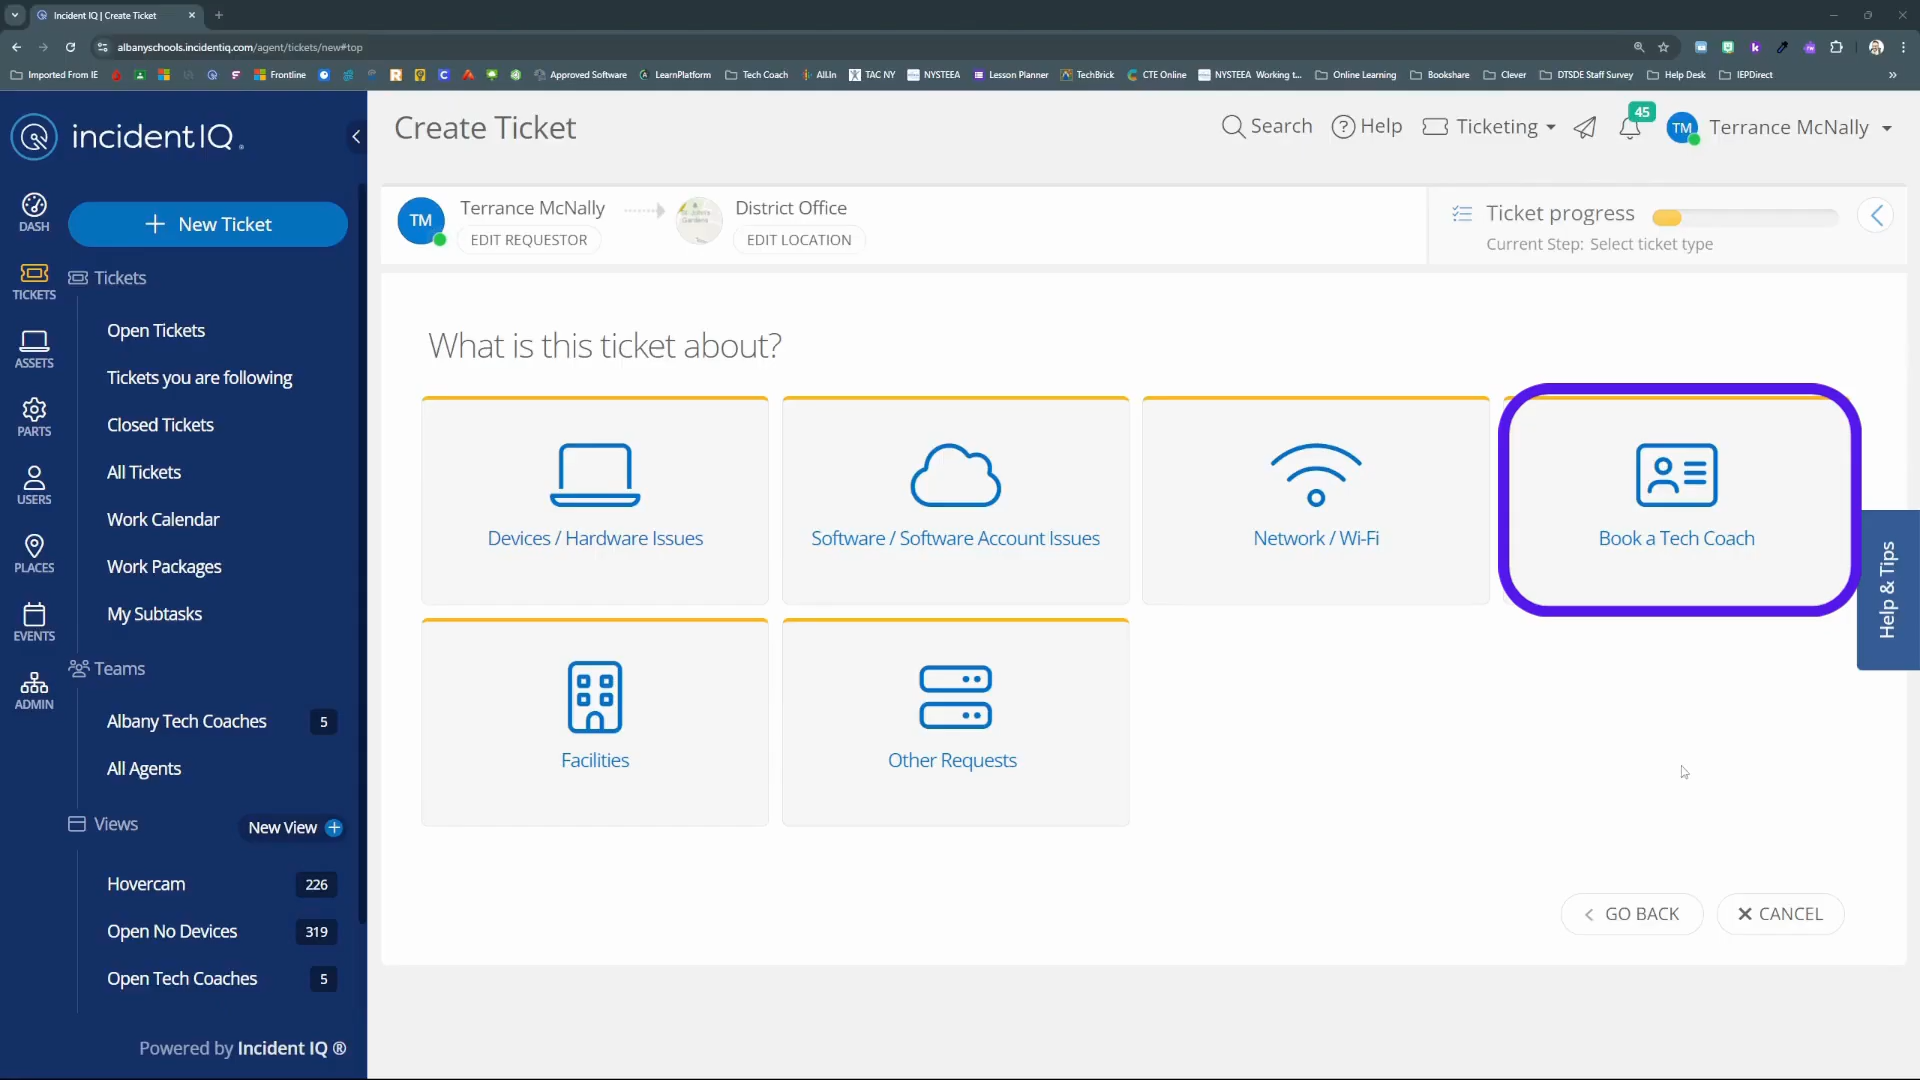 Incident IQ | Create Ticket
albanyschools.incidentiq.com/agent/tickets/new#top
Imported From IE
Frontline
Approved Software
LearnPlatform
Tech Coach
AllIn
TAC NY
NYSTEEA
Lesson Planner
TechBrick
CTE Online
NYSTEEA Working t...
Online Learning
Bookshare
Clever
DTSDE Staff Survey
Help Desk
IEPDirect
incidentIQ.
DASH
TICKETS
ASSETS
PARTS
USERS
PLACES
EVENTS
ADMIN
New Ticket
Tickets
Open Tickets
Tickets you are following
Closed Tickets
All Tickets
Work Calendar
Work Packages
My Subtasks
Teams
Albany Tech Coaches 5
All Agents
Views New View
Hovercam 226
Open No Devices 319
Open Tech Coaches 5
Powered by Incident IQ ®
Create Ticket
Search
Help
Ticketing
45
TM Terrance McNally
TM
Terrance McNally
EDIT REQUESTOR
District Office
EDIT LOCATION
Ticket progress
Current Step: Select ticket type
What is this ticket about?
Devices / Hardware Issues
Software / Software Account Issues
Network / Wi-Fi
Book a Tech Coach
Facilities
Other Requests
Help & Tips
GO BACK
CANCEL